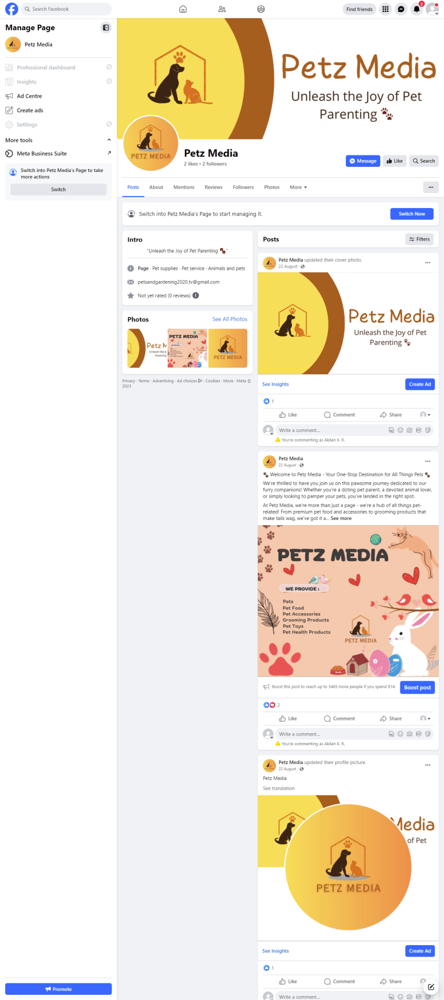 Search Facebook
Find friends
2
Manage Page
Petz Media
Professional dashboard
Insights
Ad Centre
Create ads
Settings
More tools
Meta Business Suite
Switch into Petz Media's Page to take
more actions
Switch
Promote
Petz Media
Unleash the Joy of Pet
Parenting 🐾
PETZ MEDIA
Petz Media
2 likes • 2 followers
Message
Like
Search
Posts
About
Mentions
Reviews
Followers
Photos
More
Switch into Petz Media's Page to start managing it.
Switch Now
Intro
"Unleash the Joy of Pet Parenting 🐾"
Page · Pet supplies · Pet service · Animals and pets
petsandgardening2020.tv@gmail.com
Not yet rated (0 reviews)
Photos
See All Photos
Petz M
Unleash the J
Parenting
PETZ MEDIA
WE PROVIDE :
PETZ MEDIA
Privacy · Terms · Advertising · Ad choices · Cookies · More · Meta ©
2023
Posts
Filters
Petz Media updated their cover photo.
22 August ·
Petz Media
Unleash the Joy of Pet
Parenting 🐾
See Insights
Create Ad
1
Like
Comment
Share
Write a comment...
You're commenting as Akilan K. R.
Petz Media
22 August ·
🐾 Welcome to Petz Media - Your One-Stop Destination for All Things Pets 🐾
We're thrilled to have you join us on this pawsome journey dedicated to our
furry companions! Whether you're a doting pet parent, a devoted animal lover,
or simply looking to pamper your pets, you've landed in the right spot.
At Petz Media, we're more than just a page - we're a hub of all things pet-
related! From premium pet food and accessories to grooming products that
make tails wag, we've got it a... See more
PETZ MEDIA
WE PROVIDE :
Pets
Pet Food
Pet Accessories
Grooming Products
Pet Toys
Pet Health Products
PETZ MEDIA
Boost this post to reach up to 3465 more people if you spend $14.
Boost post
2
Like
Comment
Share
Write a comment...
You're commenting as Akilan K. R.
Petz Media updated their profile picture.
22 August ·
Petz Media
See translation
Media
of Pet
PETZ MEDIA
See Insights
Create Ad
1
Like
Comment
Share
Write a comment...